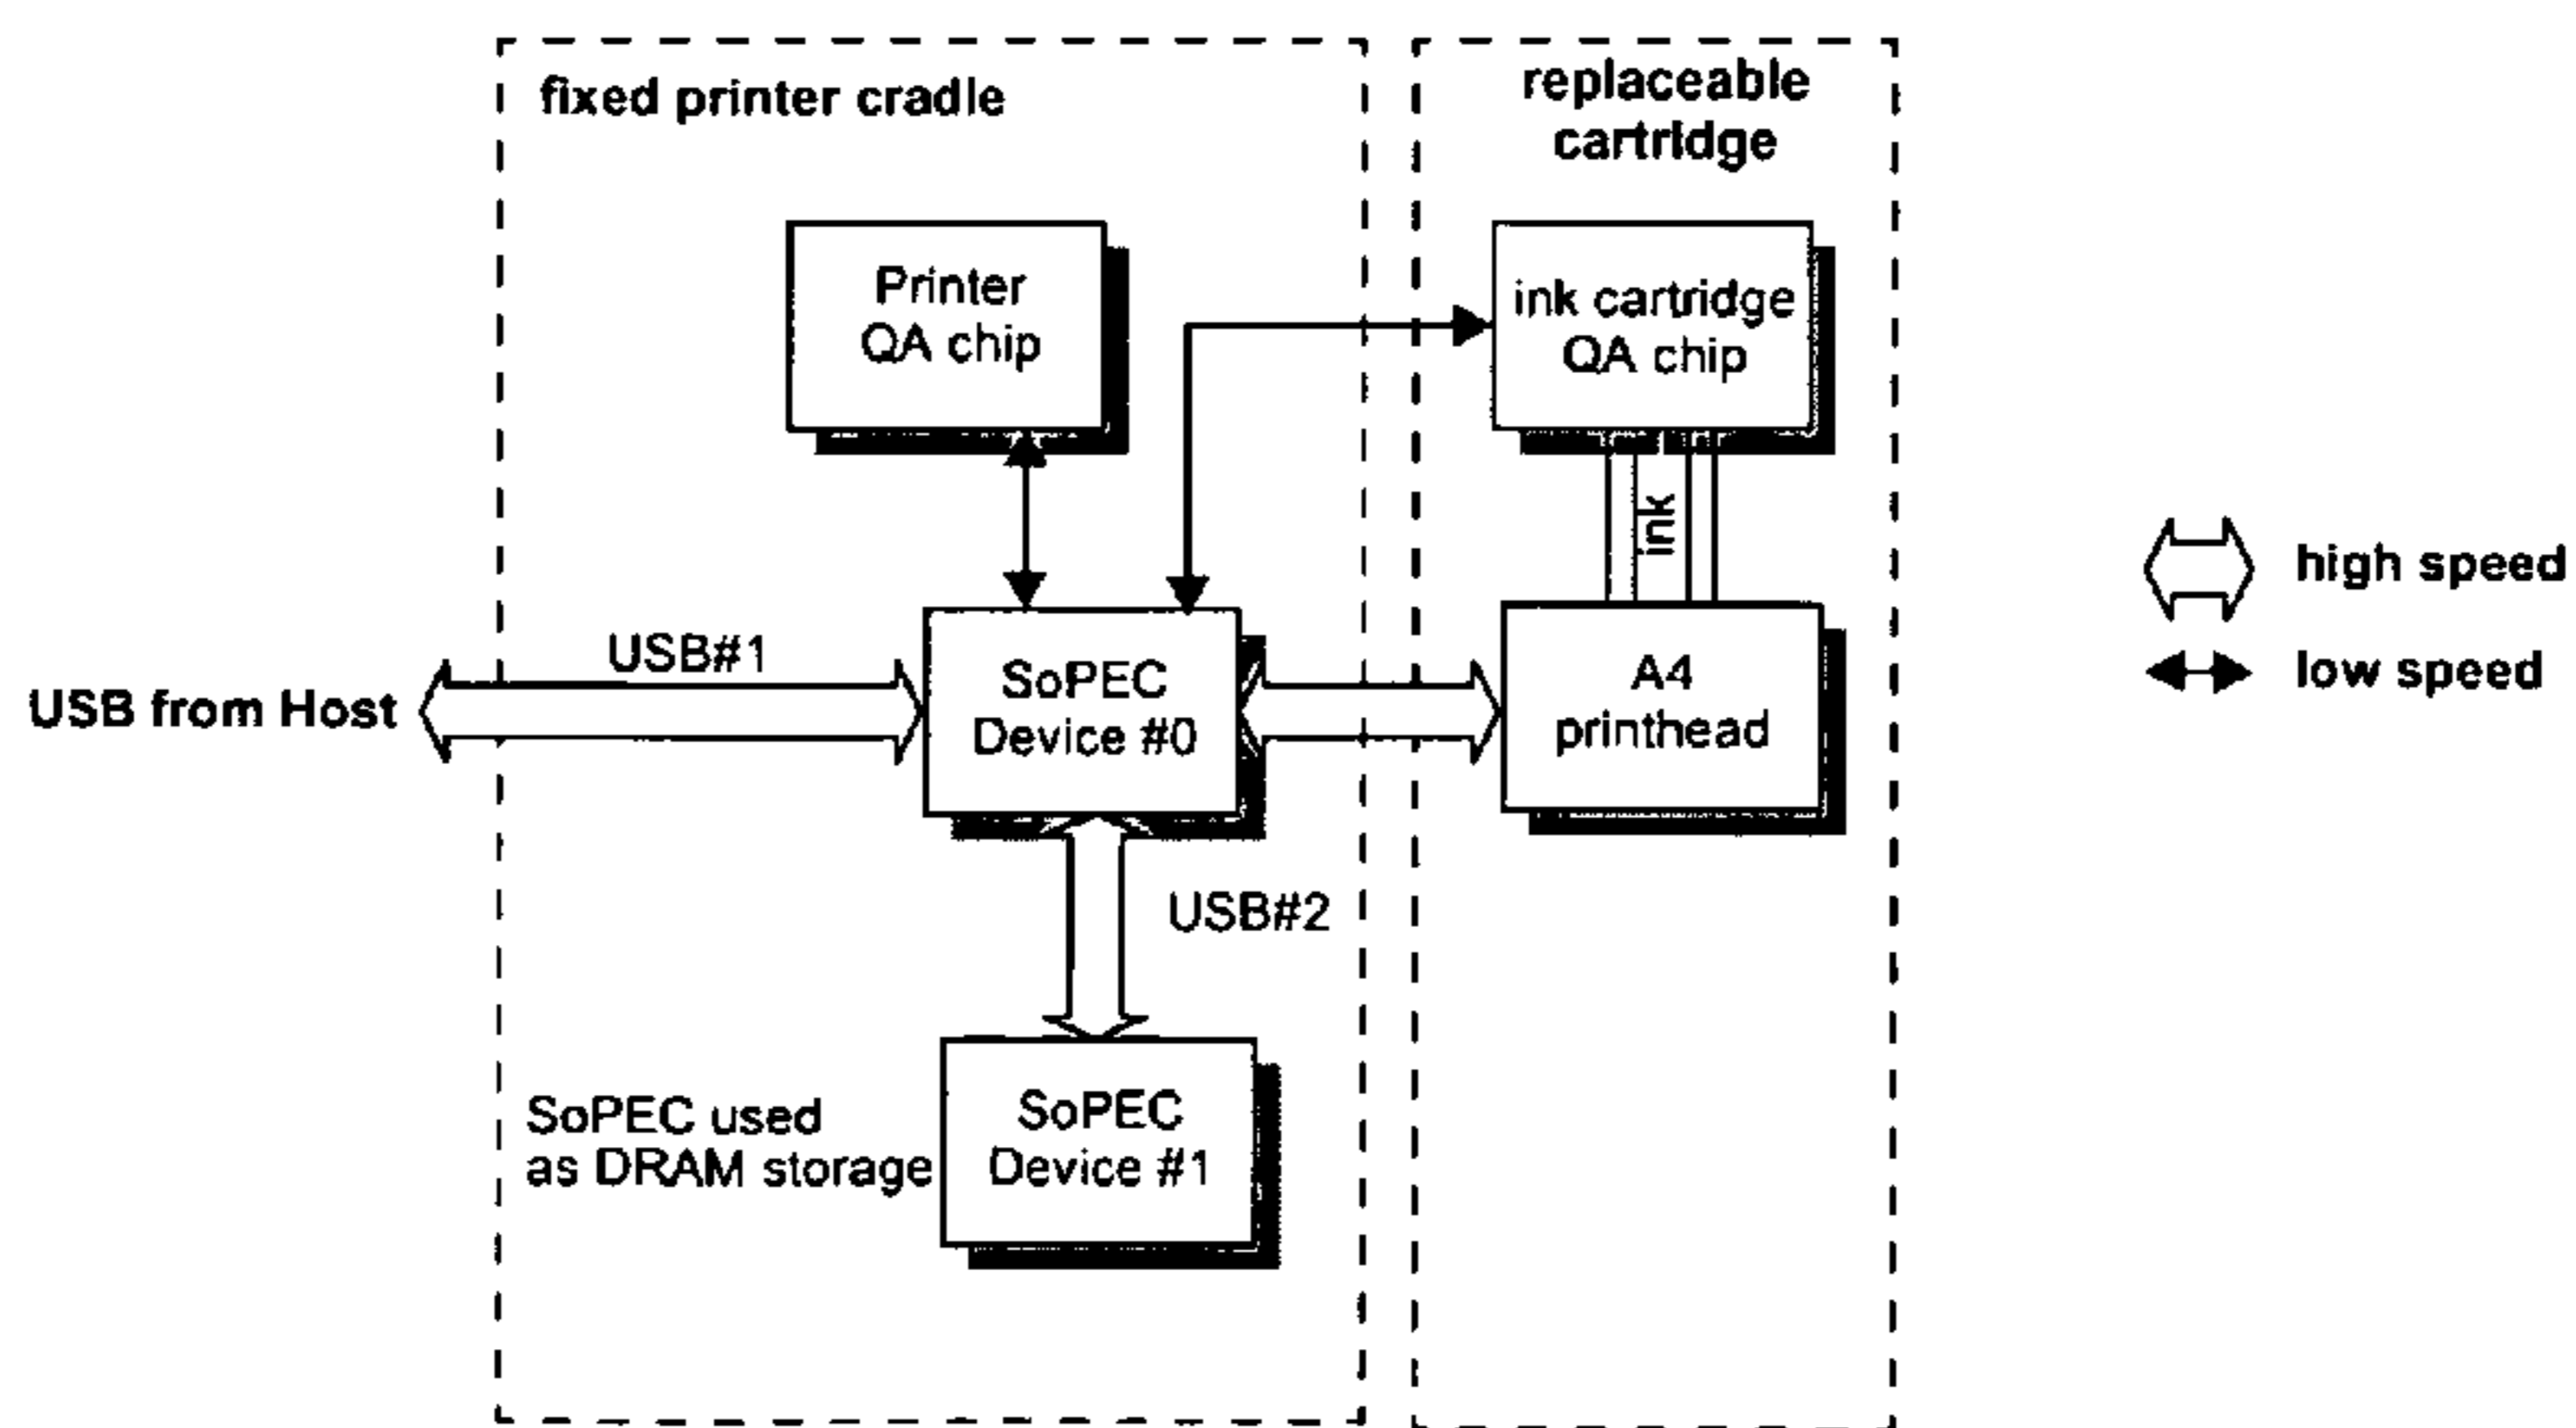 fixed printer cradle
replaceable
cartridge
Printer
QA chip
ink cartridge
QA chip
ink
USB#1
USB from Host
SoPEC
Device #0
A4
printhead
high speed
low speed
USB#2
SoPEC used
as DRAM storage
SoPEC
Device #1